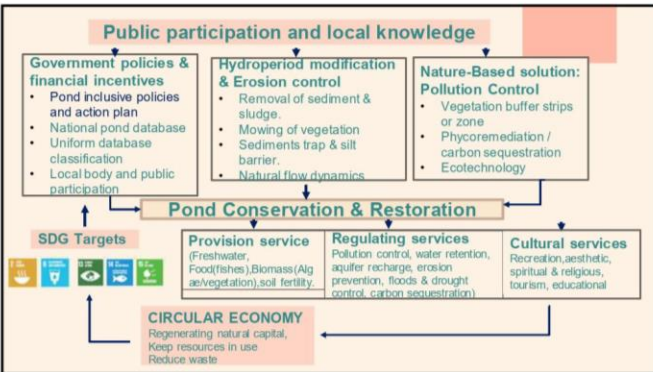 Public participation and local knowledge
Government policies &
financial incentives
• Pond inclusive policies
and action plan
• National pond database
• Uniform database
classification
• Local body and public
participation
Hydroperiod modification
& Erosion control
• Removal of sediment &
sludge.
• Mowing of vegetation
• Sediments trap & silt
barrier.
• Natural flow dynamics
Nature-Based solution:
Pollution Control
• Vegetation buffer strips
or zone
• Phycoremediation /
carbon sequestration
• Ecotechnology
Pond Conservation & Restoration
SDG Targets
Provision service
(Freshwater,
Food(fishes),Biomass(Alg
ae/vegetation),soil fertility.
Regulating services
Pollution control, water retention,
aquifer recharge, erosion
prevention, floods & drought
control, carbon sequestration)
Cultural services
Recreation,aesthetic,
spiritual & religious,
tourism, educational
CIRCULAR ECONOMY
Regenerating natural capital,
Keep resources in use
Reduce waste